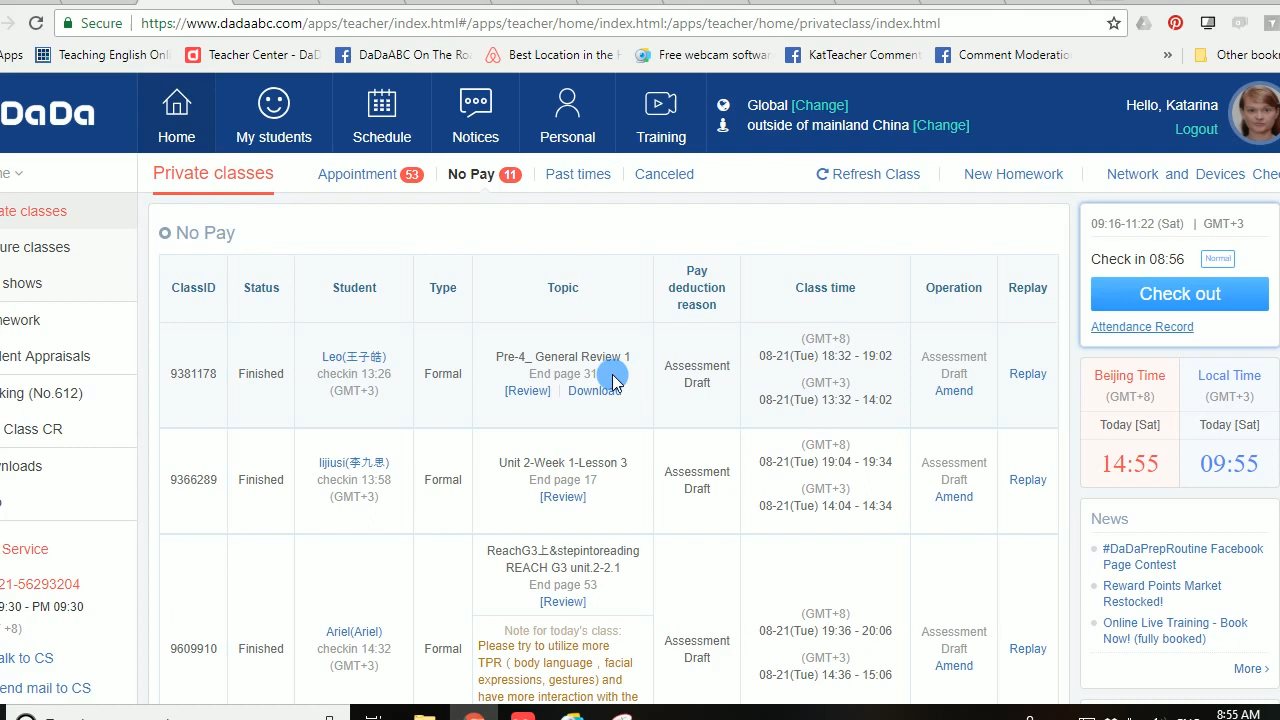 Secure https://www.dadaabc.com/apps/teacher/index.html#/apps/teacher/home/index.html:/apps/teacher/home/privateclass/index.html
Apps Teaching English Onl Teacher Center - DaD DaDaABC On The Roa Best Location in the H Free webcam softwar KatTeacher Comment Comment Moderation » Other book
DaDa
Home My students Schedule Notices Personal Training
Global [Change]
outside of mainland China [Change]
Hello, Katarina
Logout
Private classes Appointment 53 No Pay 11 Past times Canceled Refresh Class New Homework Network and Devices Che
ate classes
ure classes
shows
mework
dent Appraisals
king (No.612)
Class CR
wnloads
Service
21-56293204
9:30 - PM 09:30
+8)
alk to CS
end mail to CS
No Pay
ClassID Status Student Type Topic Pay deduction reason Class time Operation Replay
9381178 Finished Leo(王子皓) checkin 13:26 (GMT+3) Formal Pre-4_ General Review 1 End page 31 [Review] Download Assessment Draft (GMT+8) 08-21(Tue) 18:32 - 19:02 (GMT+3) 08-21(Tue) 13:32 - 14:02 Assessment Draft Amend Replay
9366289 Finished lijiusi(李九思) checkin 13:58 (GMT+3) Formal Unit 2-Week 1-Lesson 3 End page 17 [Review] Assessment Draft (GMT+8) 08-21(Tue) 19:04 - 19:34 (GMT+3) 08-21(Tue) 14:04 - 14:34 Assessment Draft Amend Replay
9609910 Finished Ariel(Ariel) checkin 14:32 (GMT+3) Formal ReachG3上&stepintoreading REACH G3 unit.2-2.1 End page 53 [Review] Assessment Draft (GMT+8) 08-21(Tue) 19:36 - 20:06 (GMT+3) 08-21(Tue) 14:36 - 15:06 Assessment Draft Amend Replay
Note for today's class:
Please try to utilize more
TPR ( body language , facial
expressions, gestures) and
have more interaction with the
09:16-11:22 (Sat) | GMT+3
Check in 08:56 Normal
Check out
Attendance Record
Beijing Time Local Time
(GMT+8) (GMT+3)
Today [Sat] Today [Sat]
14:55 09:55
News
#DaDaPrepRoutine Facebook
Page Contest
Reward Points Market
Restocked!
Online Live Training - Book
Now! (fully booked)
More >
8:55 AM